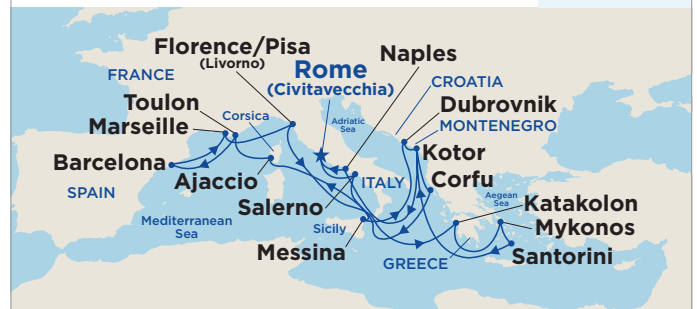 Florence/Pisa
(Livorno)
Naples
Rome
(Civitavecchia)
FRANCE
CROATIA
Toulon
Corsica
Adriatic
Sea
Dubrovnik
Marseille
MONTENEGRO
Kotor
Barcelona
Ajaccio
ITALY
Corfu
SPAIN
Salerno
Aegean
Sea
Katakolon
Mediterranean
Sea
Sicily
Mykonos
Messina
GREECE
Santorini